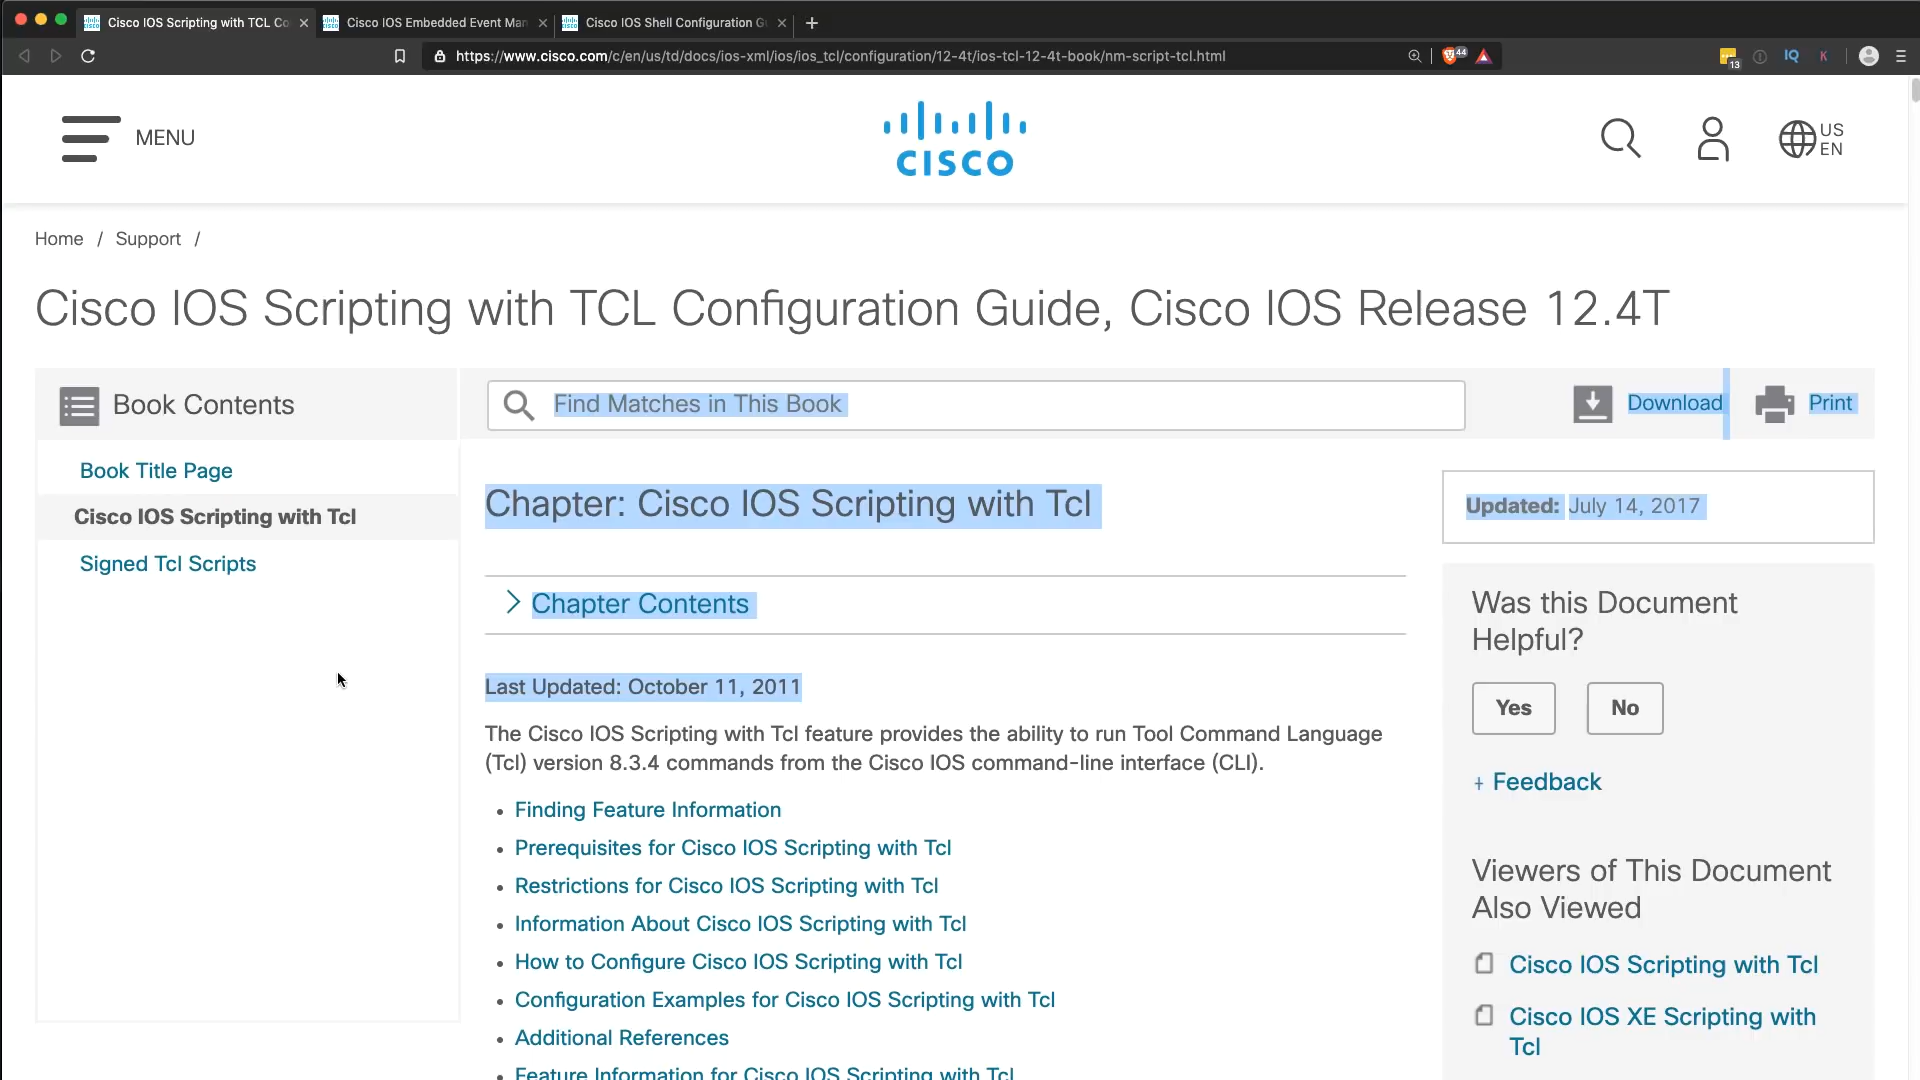 Cisco IOS Scripting with TCL Co
Cisco IOS Embedded Event Man
Cisco IOS Shell Configuration G
https://www.cisco.com/c/en/us/td/docs/ios-xml/ios/ios_tcl/configuration/12-4t/ios-tcl-12-4t-book/nm-script-tcl.html
44
13
IQ
K
MENU
CISCO
US
EN
Home / Support /
Cisco IOS Scripting with TCL Configuration Guide, Cisco IOS Release 12.4T
Book Contents
Find Matches in This Book
Download
Print
Book Title Page
Cisco IOS Scripting with Tcl
Signed Tcl Scripts
Chapter: Cisco IOS Scripting with Tcl
Chapter Contents
Last Updated: October 11, 2011
The Cisco IOS Scripting with Tcl feature provides the ability to run Tool Command Language
(Tcl) version 8.3.4 commands from the Cisco IOS command-line interface (CLI).
• Finding Feature Information
• Prerequisites for Cisco IOS Scripting with Tcl
• Restrictions for Cisco IOS Scripting with Tcl
• Information About Cisco IOS Scripting with Tcl
• How to Configure Cisco IOS Scripting with Tcl
• Configuration Examples for Cisco IOS Scripting with Tcl
• Additional References
• Feature Information for Cisco IOS Scripting with Tcl
Updated: July 14, 2017
Was this Document
Helpful?
Yes
No
+ Feedback
Viewers of This Document
Also Viewed
Cisco IOS Scripting with Tcl
Cisco IOS XE Scripting with
Tcl